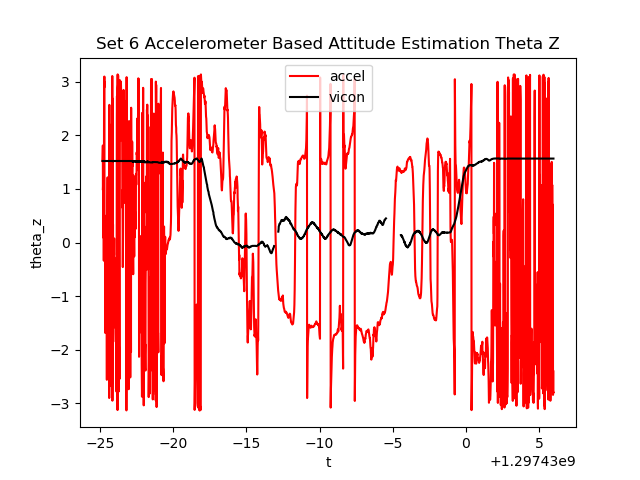 Set 6 Accelerometer Based Attitude Estimation Theta Z
accel
vicon
3
2
1
0
−1
−2
−3
theta_z
−25 −20 −15 −10 −5 0 5
t
+1.29743e9